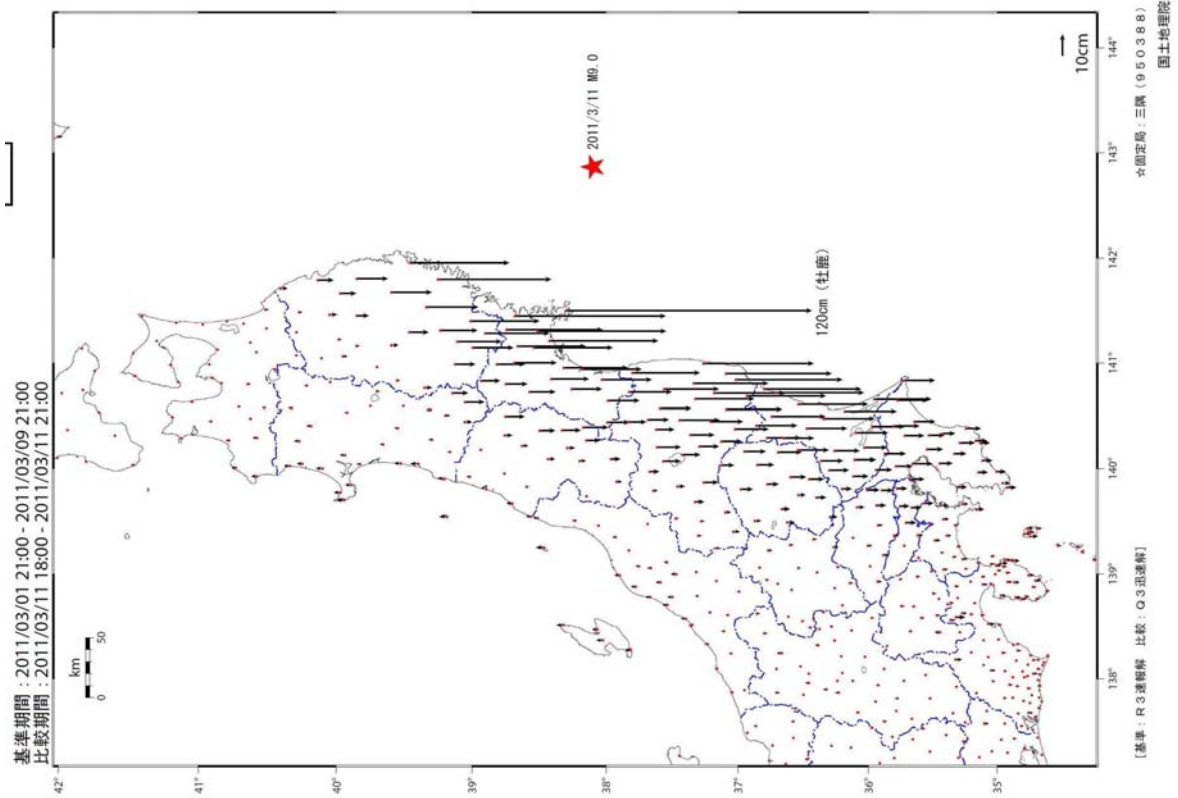 基準期間:2011/03/01 21:00 - 2011/03/09 21:00
比較期間:2011/03/11 18:00 - 2011/03/11 21:00
km
0 50
42°
41°
40°
39°
38°
37°
36°
35°
2011/3/11 M9.0
120cm (牡鹿)
10cm
138°
139°
140°
141°
142°
143°
144°
[基準:R3速報解 比較:Q3迅速解]
☆固定局:三隅(950388)
国土地理院